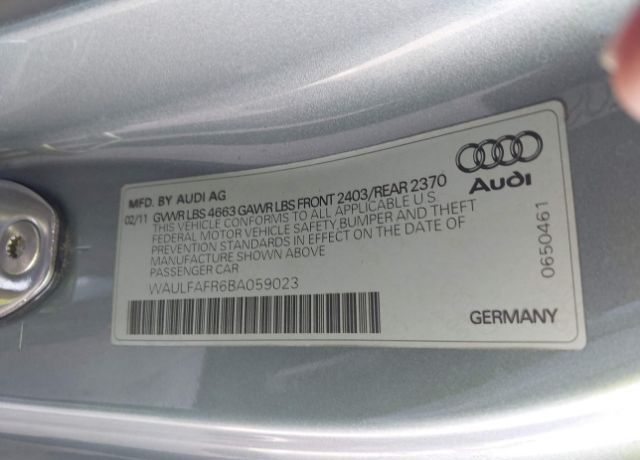 MFD. BY AUDI AG
02/11 GVWR LBS 4663 GAWR LBS FRONT 2403/REAR 2370
THIS VEHICLE CONFORMS TO ALL APPLICABLE U.S
FEDERAL MOTOR VEHICLE SAFETY,BUMPER AND THEFT
PREVENTION STANDARDS IN EFFECT ON THE DATE OF
MANUFACTURE SHOWN ABOVE
PASSENGER CAR
WAULFAFR6BA059023
Audi
0650461
GERMANY